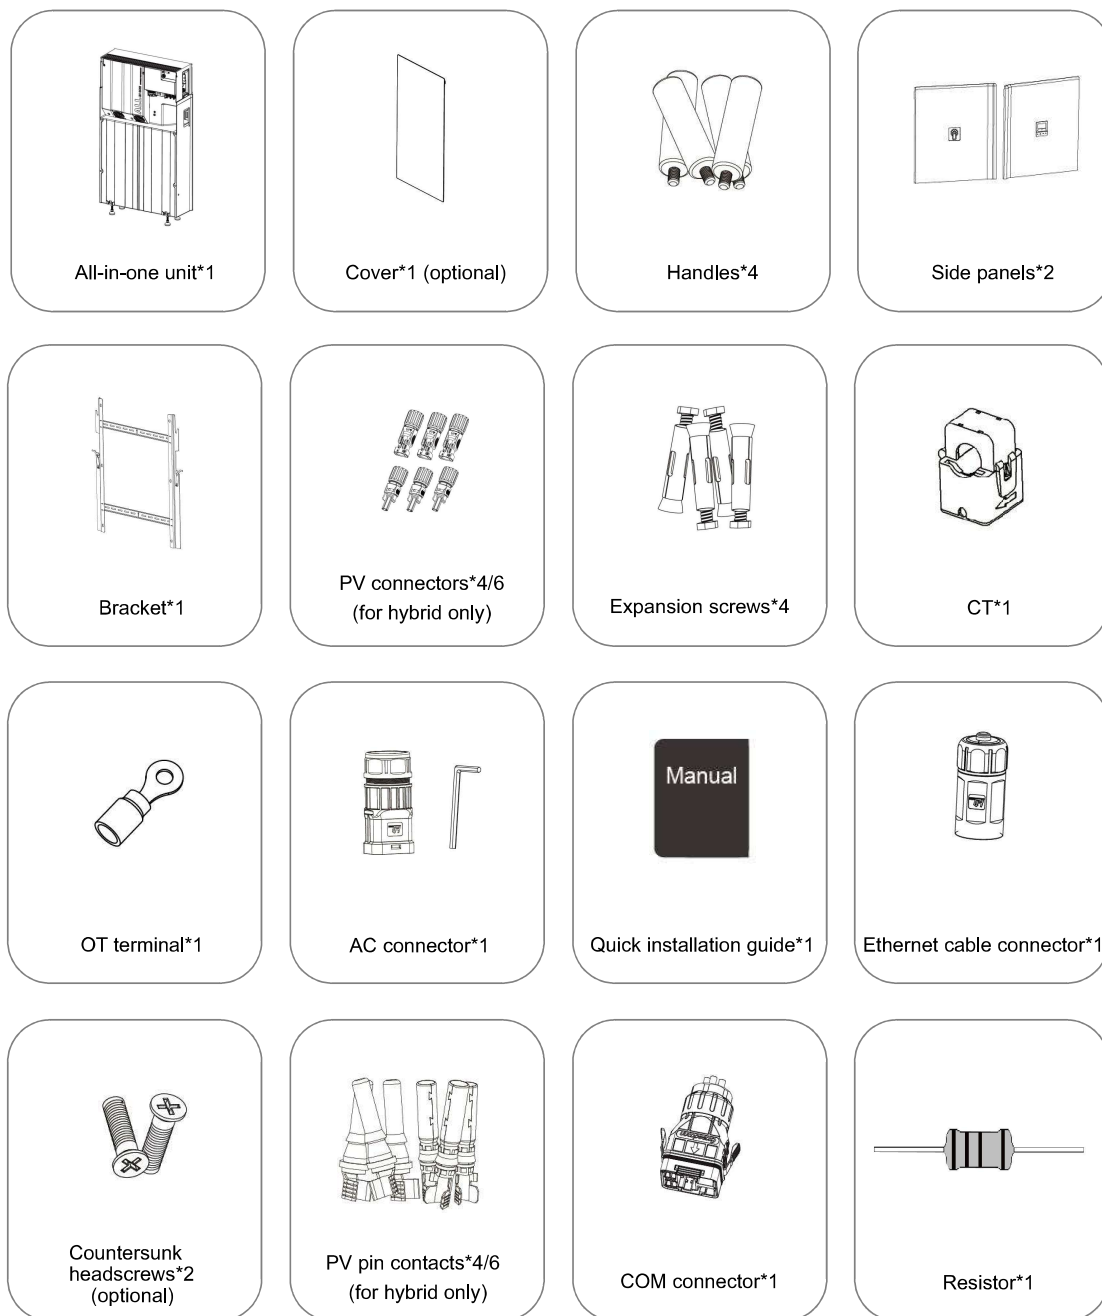 All-in-one unit*1
Cover*1 (optional)
Handles*4
Side panels*2
Bracket*1
PV connectors*4/6
(for hybrid only)
Expansion screws*4
CT*1
OT terminal*1
AC connector*1
Manual
Quick installation guide*1
Ethernet cable connector*1
Countersunk
headscrews*2
(optional)
PV pin contacts*4/6
(for hybrid only)
COM connector*1
Resistor*1